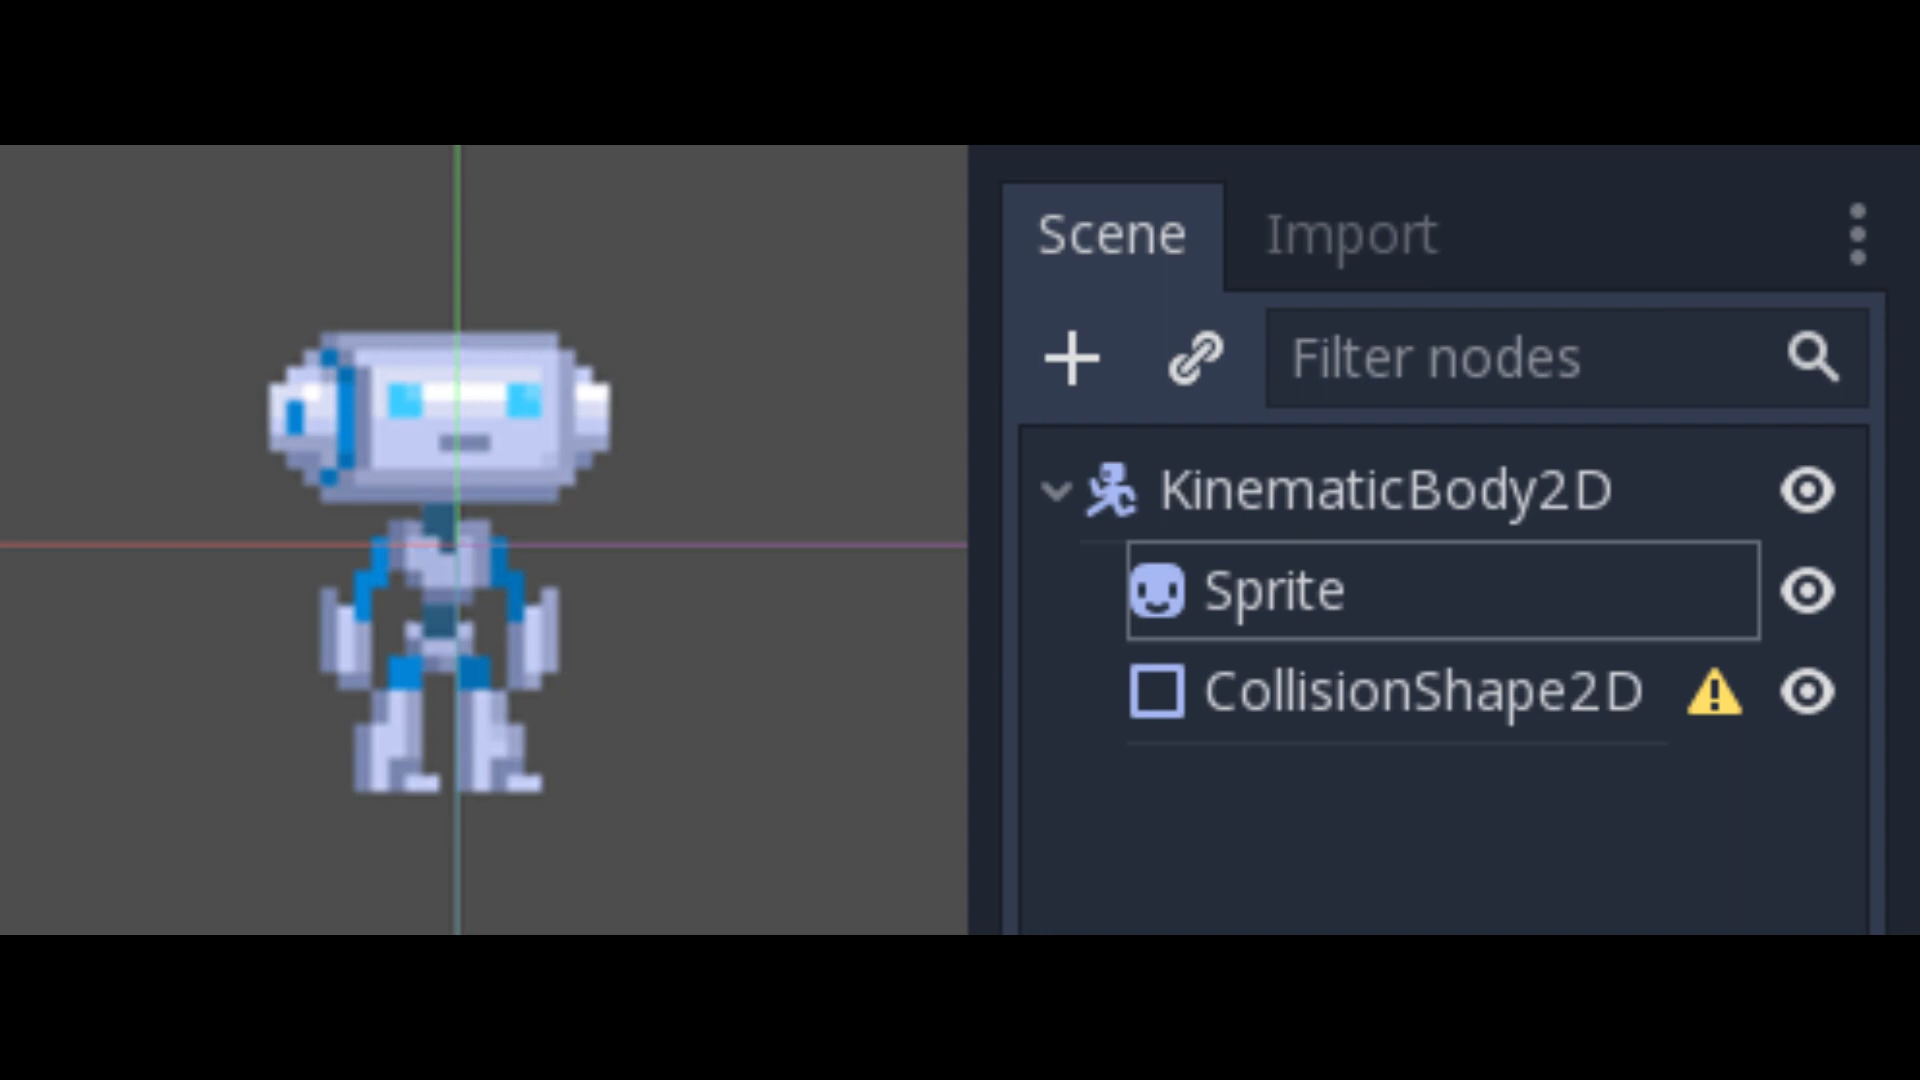 Scene Import
Filter nodes
KinematicBody2D
Sprite
CollisionShape2D